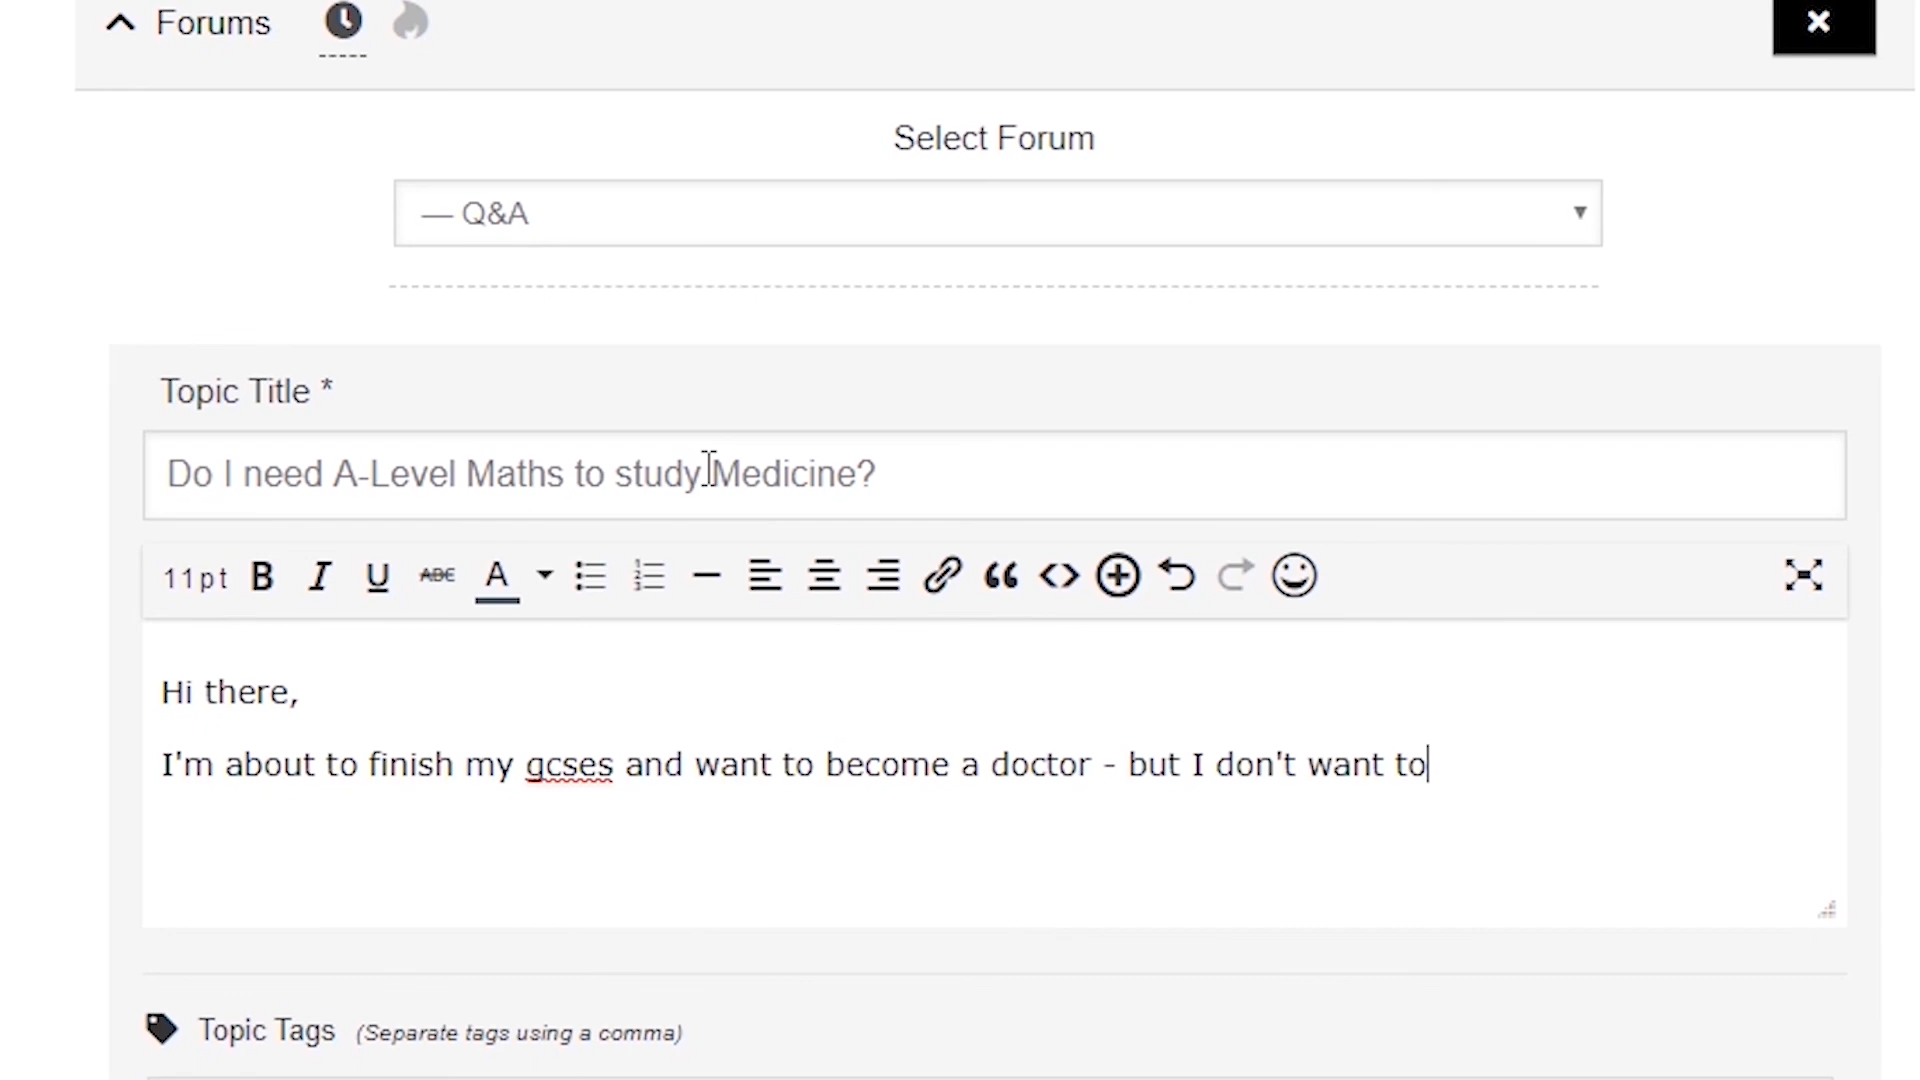 Forums
Select Forum
— Q&A
Topic Title *
Do I need A-Level Maths to study Medicine?
11pt B I U ABC A
Hi there,
I'm about to finish my gcses and want to become a doctor - but I don't want to
Topic Tags (Separate tags using a comma)